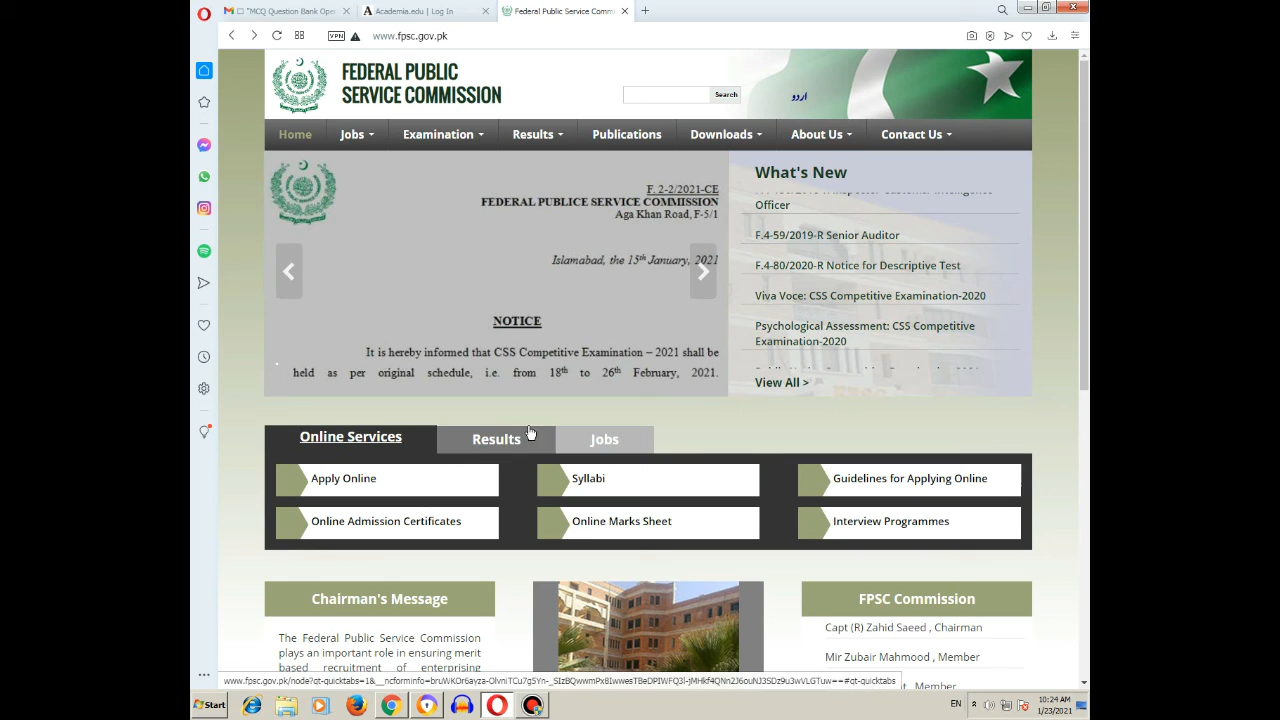 "MCQ Question Bank Ope
Academia.edu | Log In
Federal Public Service Comm
VPN
www.fpsc.gov.pk
FEDERAL PUBLIC
SERVICE COMMISSION
Search
اردو
Home
Jobs
Examination
Results
Publications
Downloads
About Us
Contact Us
F. 2-2/2021-CE
FEDERAL PUBLICE SERVICE COMMISSION
Aga Khan Road, F-5/1
Islamabad, the 15th January, 2021
NOTICE
It is hereby informed that CSS Competitive Examination – 2021 shall be
held as per original schedule, i.e. from 18th to 26th February, 2021.
What's New
Officer
F.4-59/2019-R Senior Auditor
F.4-80/2020-R Notice for Descriptive Test
Viva Voce: CSS Competitive Examination-2020
Psychological Assessment: CSS Competitive
Examination-2020
View All >
Online Services
Results
Jobs
Apply Online
Syllabi
Guidelines for Applying Online
Online Admission Certificates
Online Marks Sheet
Interview Programmes
Chairman's Message
The Federal Public Service Commission
plays an important role in ensuring merit
based recruitment of enterprising
FPSC Commission
Capt (R) Zahid Saeed , Chairman
Mir Zubair Mahmood , Member
, Member
Start
EN
10:24 AM
1/23/2021